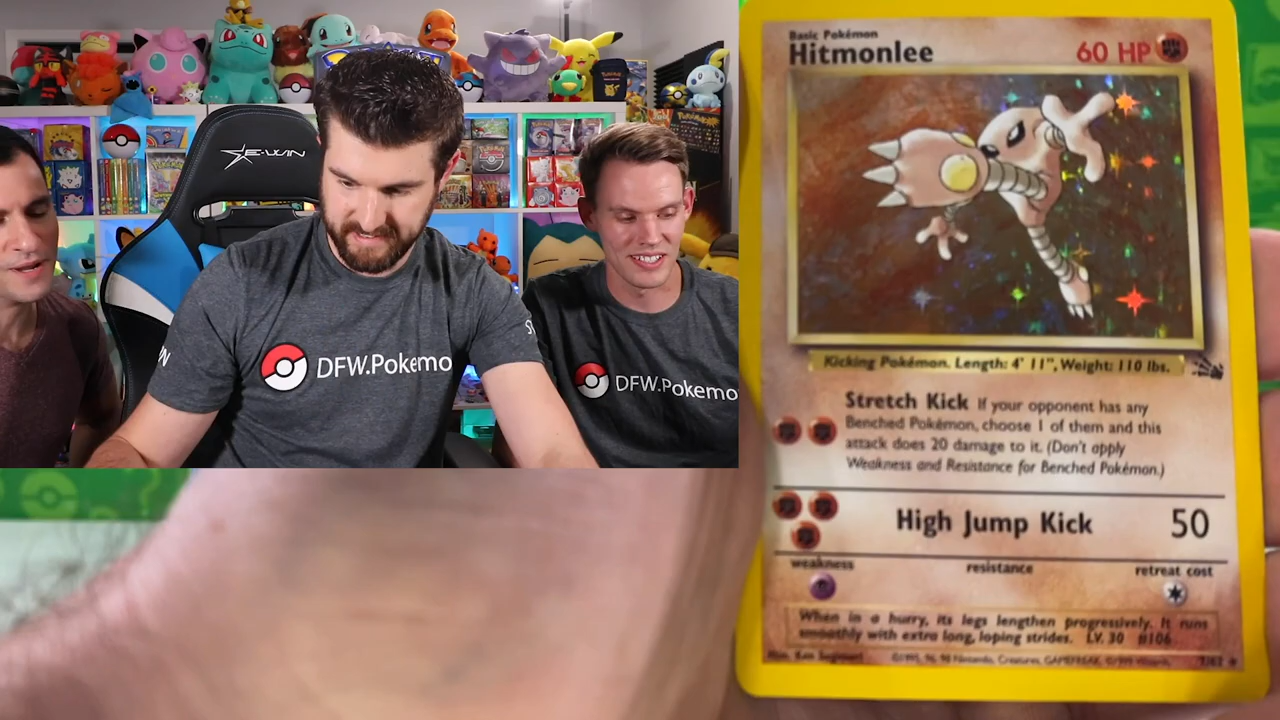 Basic Pokémon
Hitmonlee
60 HP
E-WIN
DFW.Pokemo
DFW.Pokemo
Kicking Pokémon. Length: 4' 11", Weight: 110 lbs.
Stretch Kick If your opponent has any
Benched Pokémon, choose 1 of them and this
attack does 20 damage to it. (Don't apply
Weakness and Resistance for Benched Pokémon.)
High Jump Kick 50
weakness resistance retreat cost
When in a hurry, its legs lengthen progressively. It runs
smoothly with extra long, loping strides. LV. 30 #106
7/62